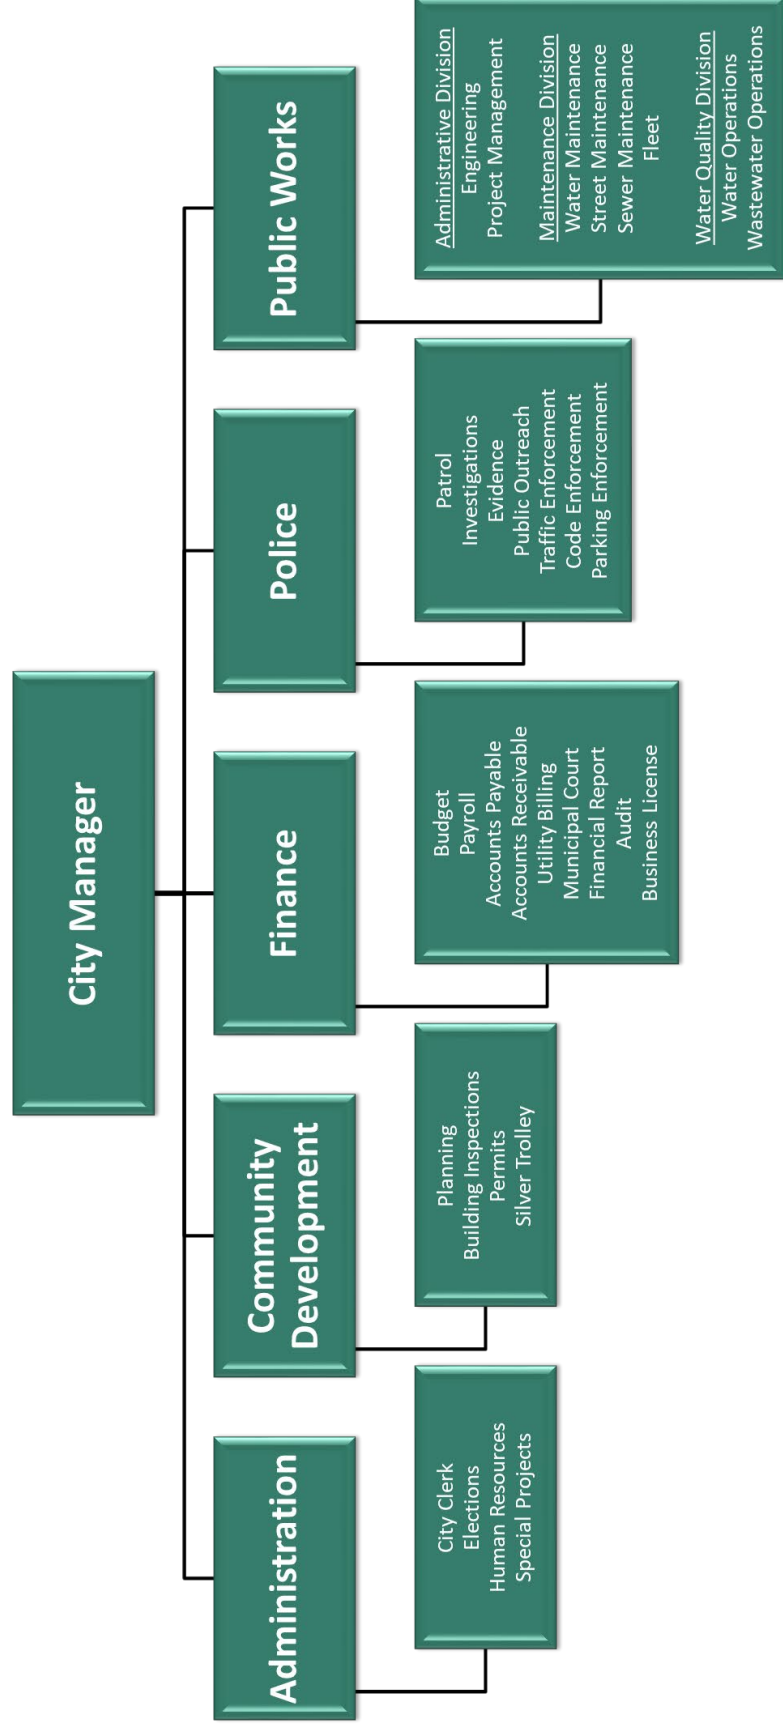 City Manager
Administration
City Clerk
Elections
Human Resources
Special Projects
Community
Development
Planning
Building Inspections
Permits
Silver Trolley
Finance
Budget
Payroll
Accounts Payable
Accounts Receivable
Utility Billing
Municipal Court
Financial Report
Audit
Business License
Police
Patrol
Investigations
Evidence
Public Outreach
Traffic Enforcement
Code Enforcement
Parking Enforcement
Public Works
Administrative Division
Engineering
Project Management
Maintenance Division
Water Maintenance
Street Maintenance
Sewer Maintenance
Fleet
Water Quality Division
Water Operations
Wastewater Operations